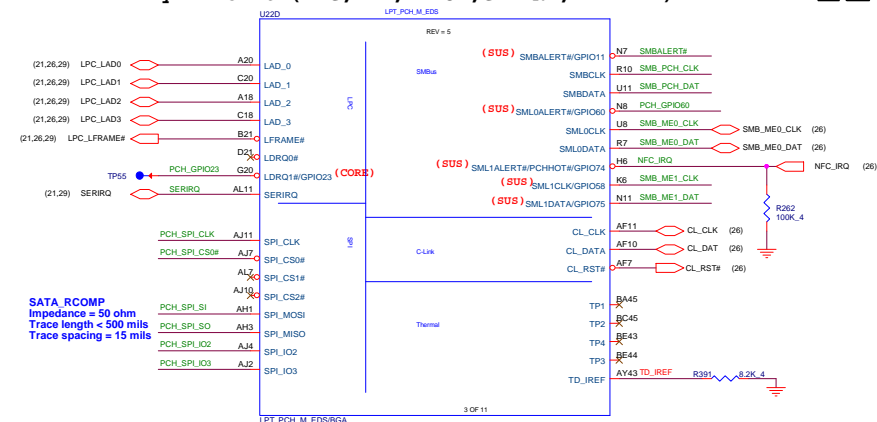 U22D
LPT_PCH_M_EDS
REV = 5
(21,26,29) LPC_LAD0 A20 LAD_0
(21,26,29) LPC_LAD1 C20 LAD_1
(21,26,29) LPC_LAD2 A18 LAD_2
(21,26,29) LPC_LAD3 C18 LAD_3
(21,26,29) LPC_LFRAME# B21 LFRAME#
D21 LDRQ0#
TP55 PCH_GPIO23 G20 LDRQ1#/GPIO23 (CORE)
(21,29) SERIRQ SERIRQ AL11 SERIRQ
LPC
SMBus
(SUS) SMBALERT#/GPIO11 N7 SMBALERT#
SMBCLK R10 SMB_PCH_CLK
SMBDATA U11 SMB_PCH_DAT
(SUS) SML0ALERT#/GPIO60 N8 PCH_GPIO60
SML0CLK U8 SMB_ME0_CLK SMB_ME0_CLK (26)
SML0DATA R7 SMB_ME0_DAT SMB_ME0_DAT (26)
(SUS) SML1ALERT#/PCHHOT#/GPIO74 H6 NFC_IRQ NFC_IRQ (26)
(SUS) SML1CLK/GPIO58 K6 SMB_ME1_CLK
(SUS) SML1DATA/GPIO75 N11 SMB_ME1_DAT
R262
100K_4
PCH_SPI_CLK AJ11 SPI_CLK
PCH_SPI_CS0# AJ7 SPI_CS0#
AL7 SPI_CS1#
AJ10 SPI_CS2#
PCH_SPI_SI AH1 SPI_MOSI
PCH_SPI_SO AH3 SPI_MISO
PCH_SPI_IO2 AJ4 SPI_IO2
PCH_SPI_IO3 AJ2 SPI_IO3
SPI
C-Link
CL_CLK AF11 CL_CLK (26)
CL_DATA AF10 CL_DAT (26)
CL_RST# AF7 CL_RST# (26)
SATA_RCOMP
Impedance = 50 ohm
Trace length < 500 mils
Trace spacing = 15 mils
Thermal
TP1 BA45
TP2 BC45
TP4 BE43
TP3 BE44
TD_IREF AY43 TD_IREF R391 8.2K_4
3 OF 11
LPT_PCH_M_EDS/BGA